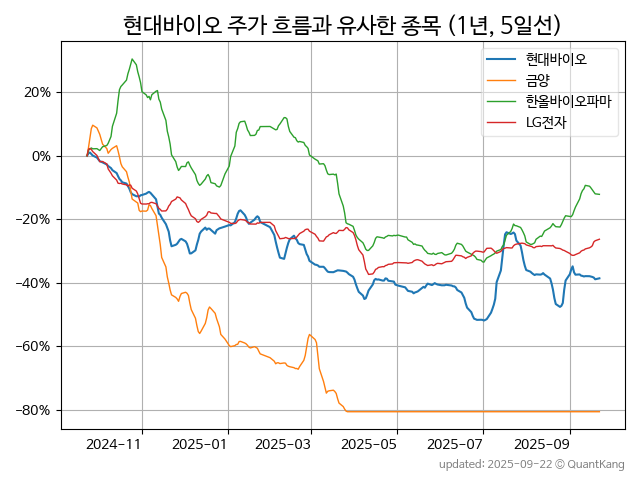 현대바이오 주가 흐름과 유사한 종목 (1년, 5일선)
현대바이오
금양
한올바이오파마
LG전자
20%
0%
−20%
−40%
−60%
−80%
2024-11
2025-01
2025-03
2025-05
2025-07
2025-09
updated: 2025-09-22 © QuantKang